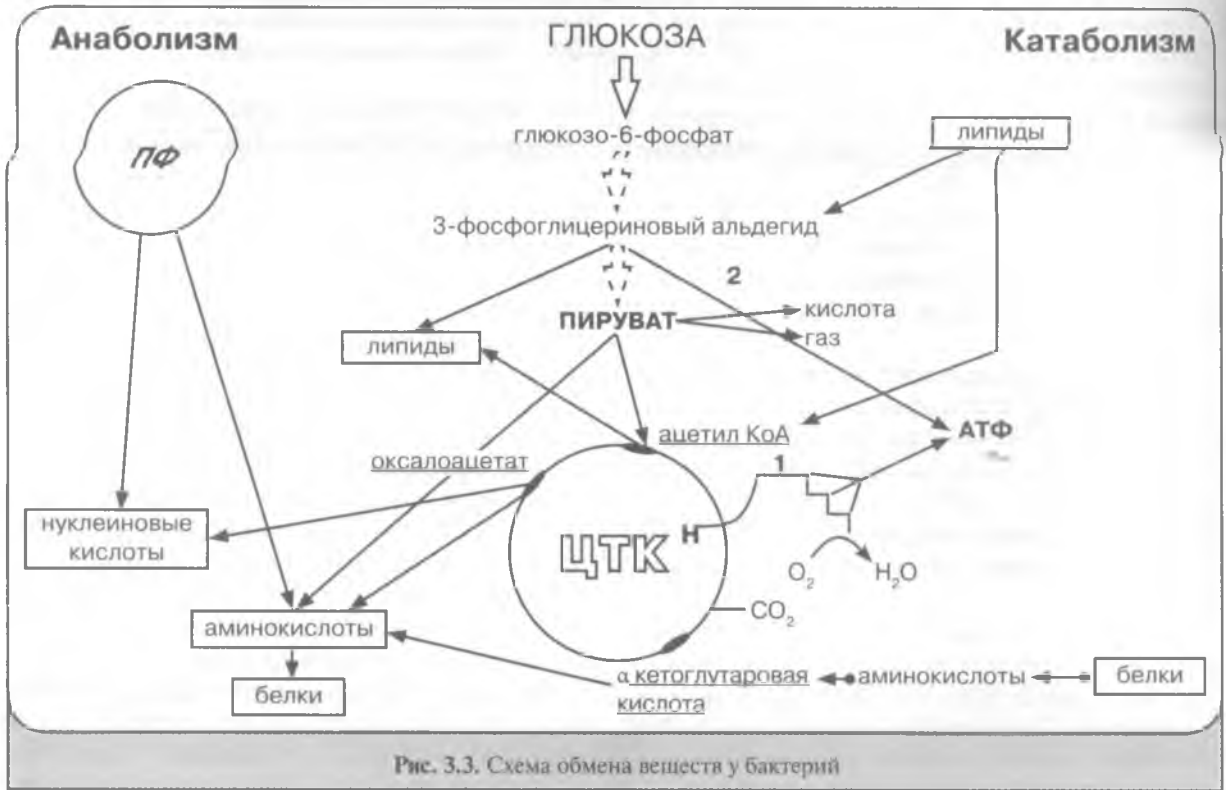 Анаболизм
ГЛЮКОЗА
Катаболизм
ПФ
глюкозо-6-фосфат
липиды
3-фосфоглицериновый альдегид
2
ПИРУВАТ
кислота
газ
липиды
ацетил КоА
АТФ
оксалоацетат
1
нуклеиновые
кислоты
ЦТК
H
O₂
H₂O
CO₂
аминокислоты
α кетоглутаровая
кислота
аминокислоты
белки
белки
Рис. 3.3. Схема обмена веществ у бактерий